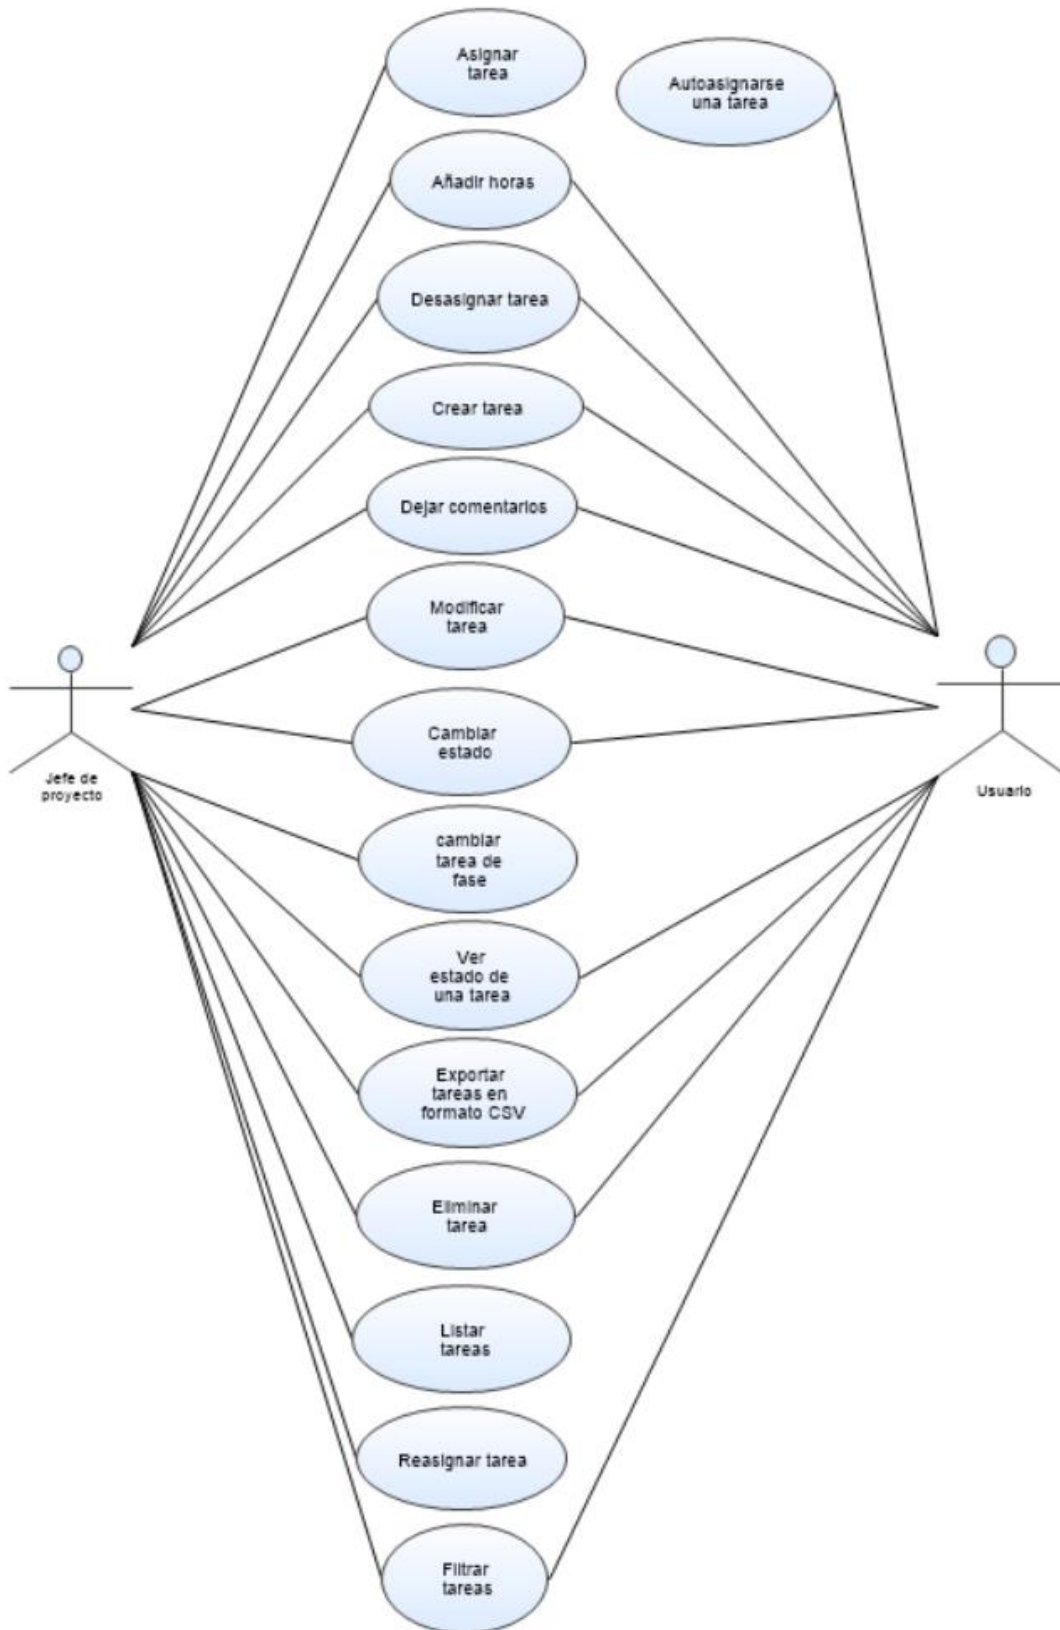 Asignar
tarea
Autoasignarse
una tarea
Añadir horas
Desasignar tarea
Crear tarea
Dejar comentarios
Modificar
tarea
Cambiar
estado
Jefe de
proyecto
Usuario
cambiar
tarea de
fase
Ver
estado de
una tarea
Exportar
tareas en
formato CSV
Eliminar
tarea
Listar
tareas
Reasignar tarea
Filtrar
tareas